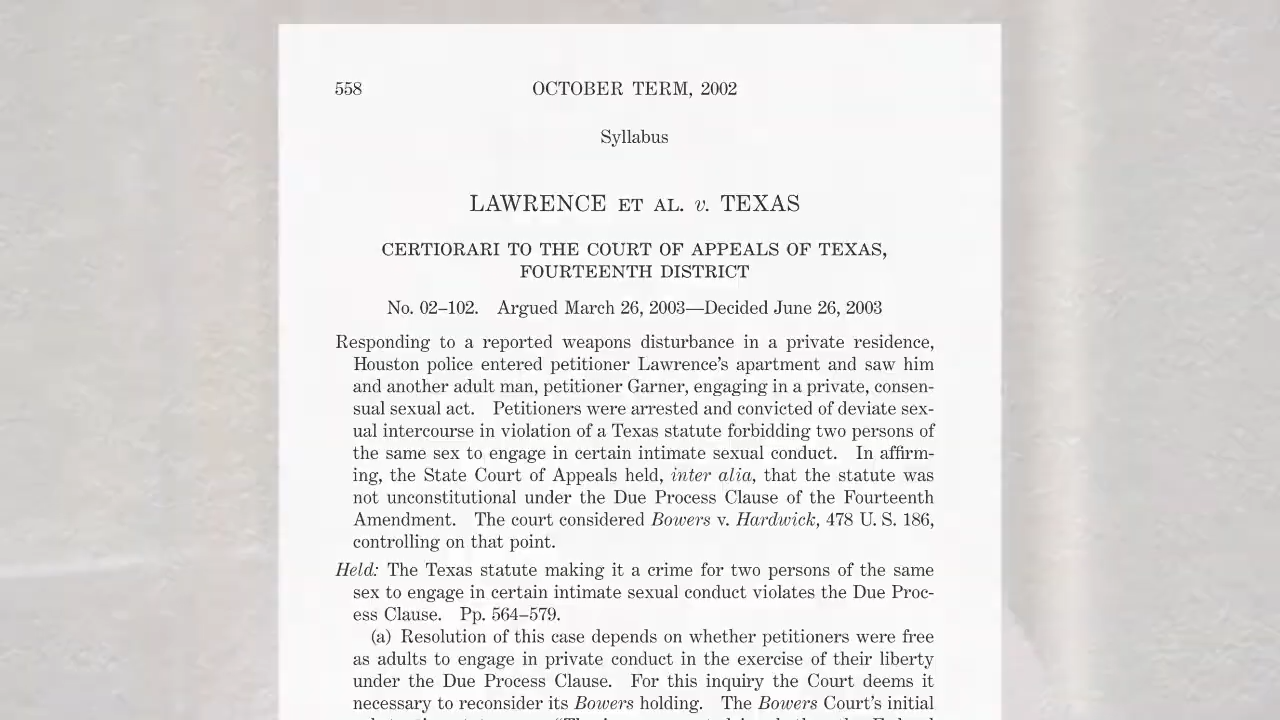 558 OCTOBER TERM, 2002
Syllabus
LAWRENCE ET AL. v. TEXAS
CERTIORARI TO THE COURT OF APPEALS OF TEXAS,
FOURTEENTH DISTRICT
No. 02–102. Argued March 26, 2003—Decided June 26, 2003
Responding to a reported weapons disturbance in a private residence,
Houston police entered petitioner Lawrence's apartment and saw him
and another adult man, petitioner Garner, engaging in a private, consen-
sual sexual act. Petitioners were arrested and convicted of deviate sex-
ual intercourse in violation of a Texas statute forbidding two persons of
the same sex to engage in certain intimate sexual conduct. In affirm-
ing, the State Court of Appeals held, inter alia, that the statute was
not unconstitutional under the Due Process Clause of the Fourteenth
Amendment. The court considered Bowers v. Hardwick, 478 U. S. 186,
controlling on that point.
Held: The Texas statute making it a crime for two persons of the same
sex to engage in certain intimate sexual conduct violates the Due Proc-
ess Clause. Pp. 564–579.
(a) Resolution of this case depends on whether petitioners were free
as adults to engage in private conduct in the exercise of their liberty
under the Due Process Clause. For this inquiry the Court deems it
necessary to reconsider its Bowers holding. The Bowers Court's initial